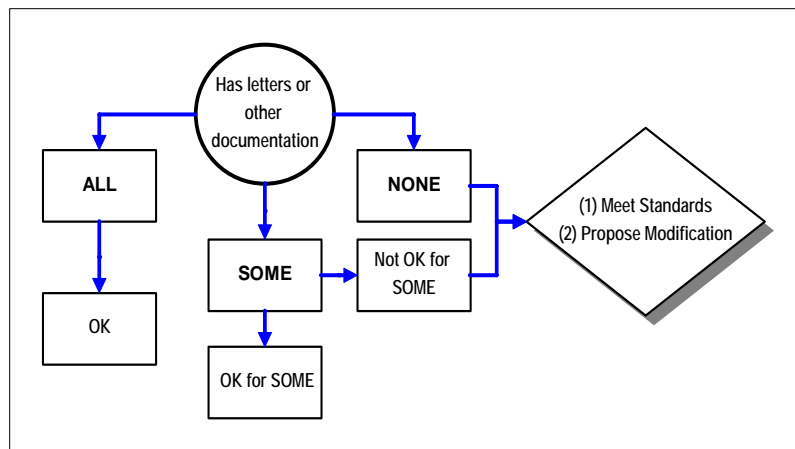 Has letters or
other
documentation
ALL
NONE
(1) Meet Standards
(2) Propose Modification
SOME
Not OK for
SOME
OK
OK for SOME